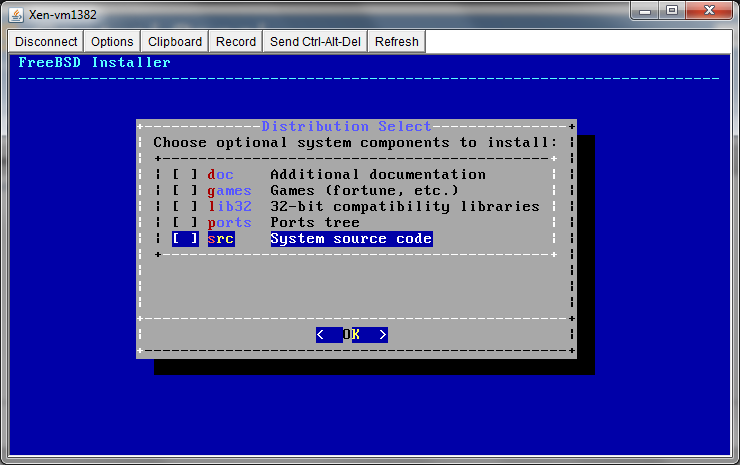 Xen-vm1382
Disconnect Options Clipboard Record Send Ctrl-Alt-Del Refresh
FreeBSD Installer
Distribution Select
Choose optional system components to install:
[ ] doc Additional documentation
[ ] games Games (fortune, etc.)
[ ] lib32 32-bit compatibility libraries
[ ] ports Ports tree
[ ] src System source code
< OK >